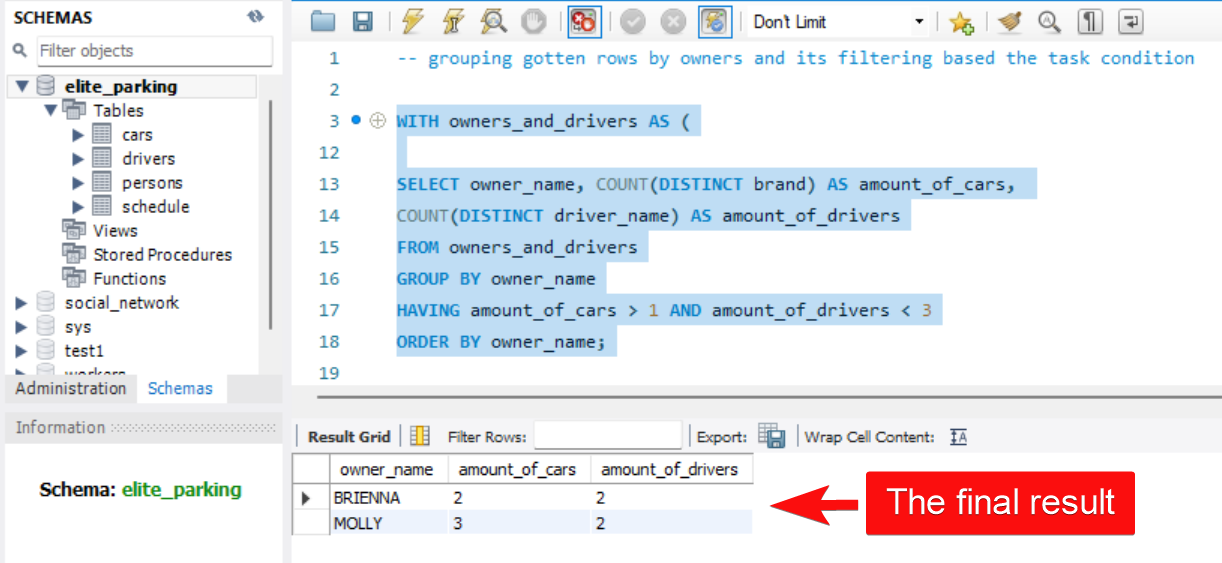 SCHEMAS
Filter objects
elite_parking
Tables
cars
drivers
persons
schedule
Views
Stored Procedures
Functions
social_network
sys
test1
workers
Administration Schemas
Information
Schema: elite_parking
Don't Limit
1 -- grouping gotten rows by owners and its filtering based the task condition
2
3 WITH owners_and_drivers AS (
12
13 SELECT owner_name, COUNT(DISTINCT brand) AS amount_of_cars,
14 COUNT(DISTINCT driver_name) AS amount_of_drivers
15 FROM owners_and_drivers
16 GROUP BY owner_name
17 HAVING amount_of_cars > 1 AND amount_of_drivers < 3
18 ORDER BY owner_name;
19
Result Grid Filter Rows: Export: Wrap Cell Content: IA
owner_name amount_of_cars amount_of_drivers
BRIENNA 2 2
MOLLY 3 2
The final result